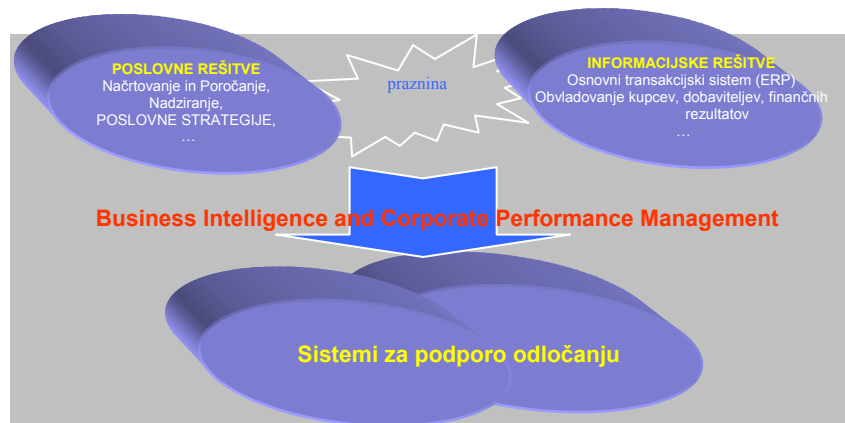 POSLOVNE REŠITVE
Načrtovanje in Poročanje,
Nadziranje,
POSLOVNE STRATEGIJE,
…
praznina
INFORMACIJSKE REŠITVE
Osnovni transakcijski sistem (ERP)
Obvladovanje kupcev, dobaviteljev, finančnih
rezultatov
…
Business Intelligence and Corporate Performance Management
Sistemi za podporo odločanju